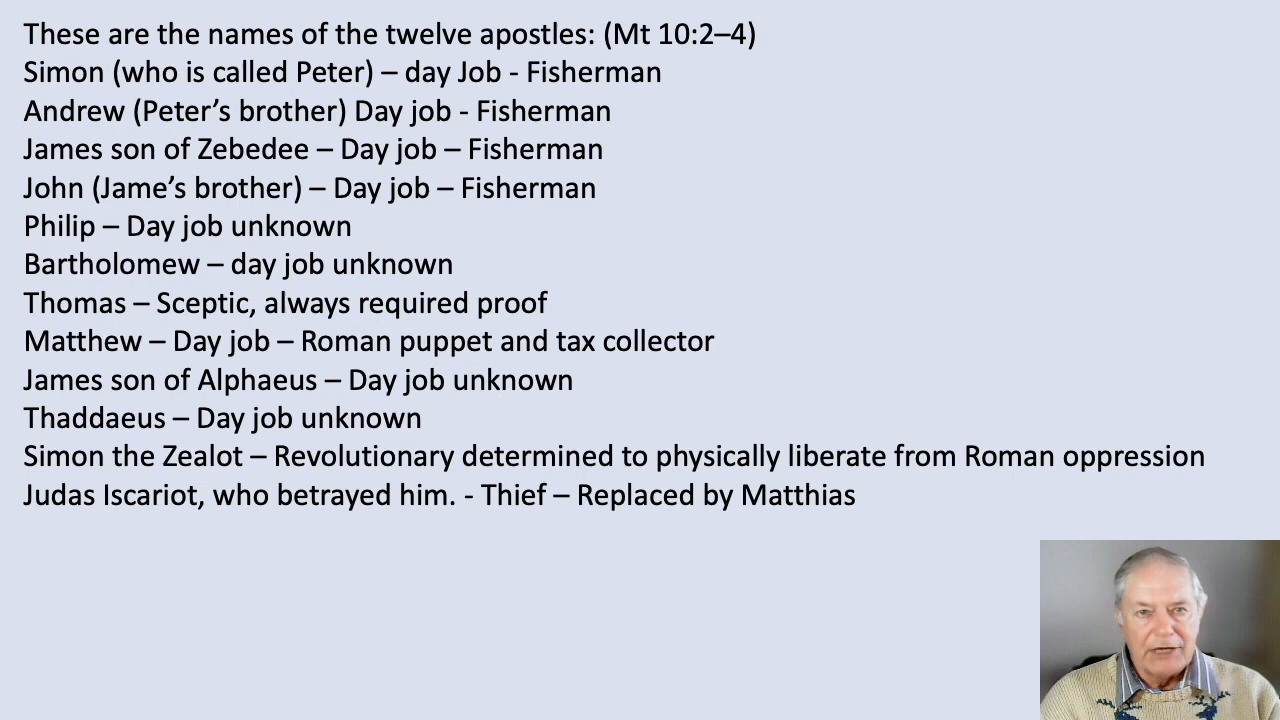 These are the names of the twelve apostles: (Mt 10:2–4)
Simon (who is called Peter) – day Job - Fisherman
Andrew (Peter’s brother) Day job - Fisherman
James son of Zebedee – Day job – Fisherman
John (Jame’s brother) – Day job – Fisherman
Philip – Day job unknown
Bartholomew – day job unknown
Thomas – Sceptic, always required proof
Matthew – Day job – Roman puppet and tax collector
James son of Alphaeus – Day job unknown
Thaddaeus – Day job unknown
Simon the Zealot – Revolutionary determined to physically liberate from Roman oppression
Judas Iscariot, who betrayed him. - Thief – Replaced by Matthias